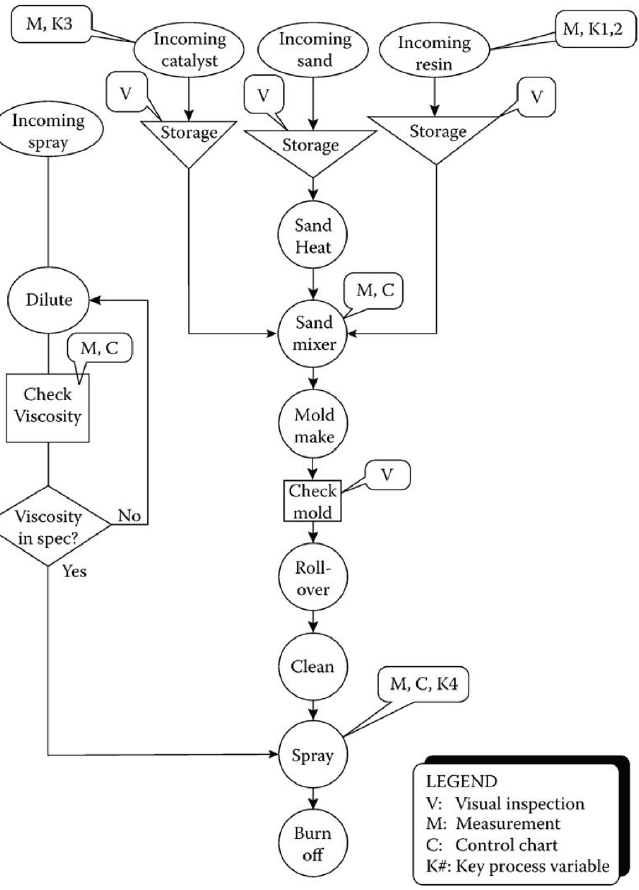 M, K3
Incoming
catalyst
Incoming
sand
Incoming
resin
M, K1,2
V
V
V
Incoming
spray
Storage
Storage
Storage
Sand
Heat
Dilute
M, C
Sand
mixer
M, C
Check
Viscosity
Mold
make
V
Check
mold
Viscosity
in spec?
No
Yes
Roll-
over
Clean
M, C, K4
Spray
Burn
off
LEGEND
V: Visual inspection
M: Measurement
C: Control chart
K#: Key process variable